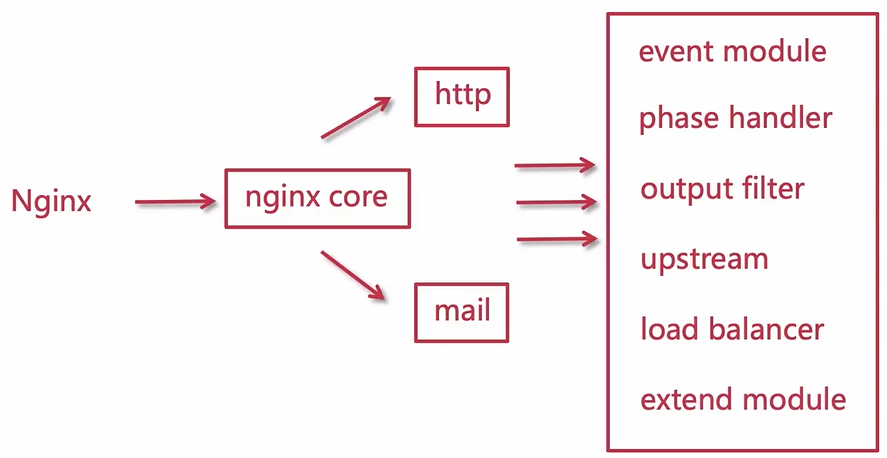 Nginx
nginx core
http
mail
event module
phase handler
output filter
upstream
load balancer
extend module